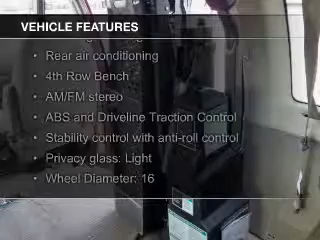 VEHICLE FEATURES
• Rear air conditioning
• 4th Row Bench
• AM/FM stereo
• ABS and Driveline Traction Control
• Stability control with anti-roll control
• Privacy glass: Light
• Wheel Diameter: 16